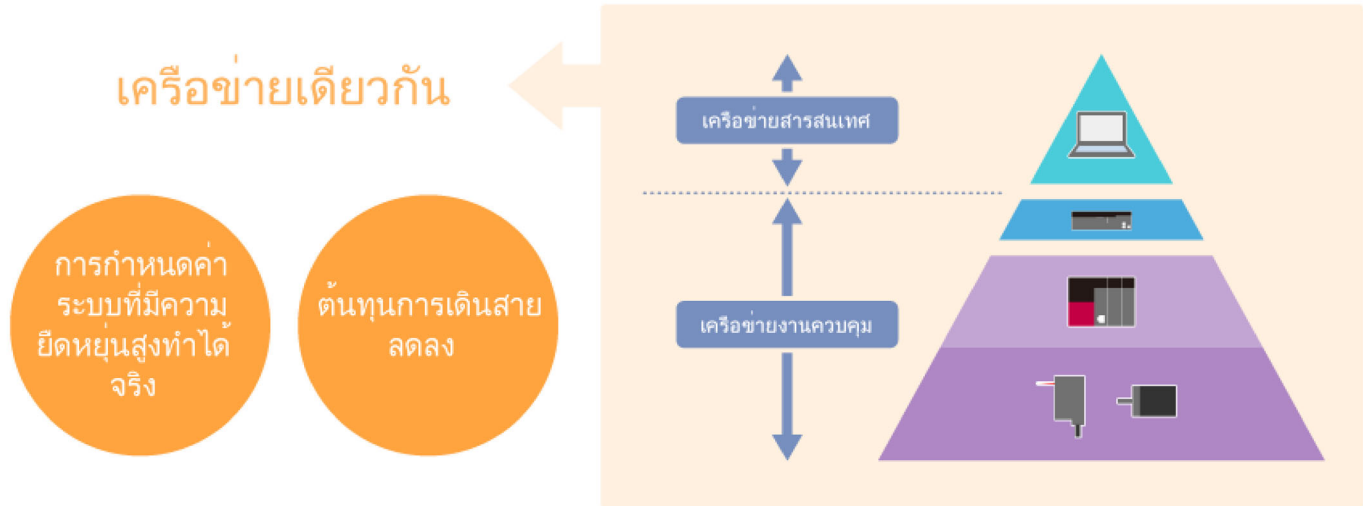 เครือข่ายเดียวกัน
การกำหนดค่า
ระบบที่มีความ
ยืดหยุ่นสูงทำได้
จริง
ต้นทุนการเดินสาย
ลดลง
เครือข่ายสารสนเทศ
เครือข่ายงานควบคุม